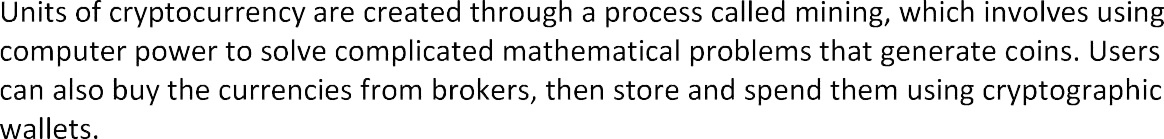 Units of cryptocurrency are created through a process called mining, which involves using
computer power to solve complicated mathematical problems that generate coins. Users
can also buy the currencies from brokers, then store and spend them using cryptographic
wallets.